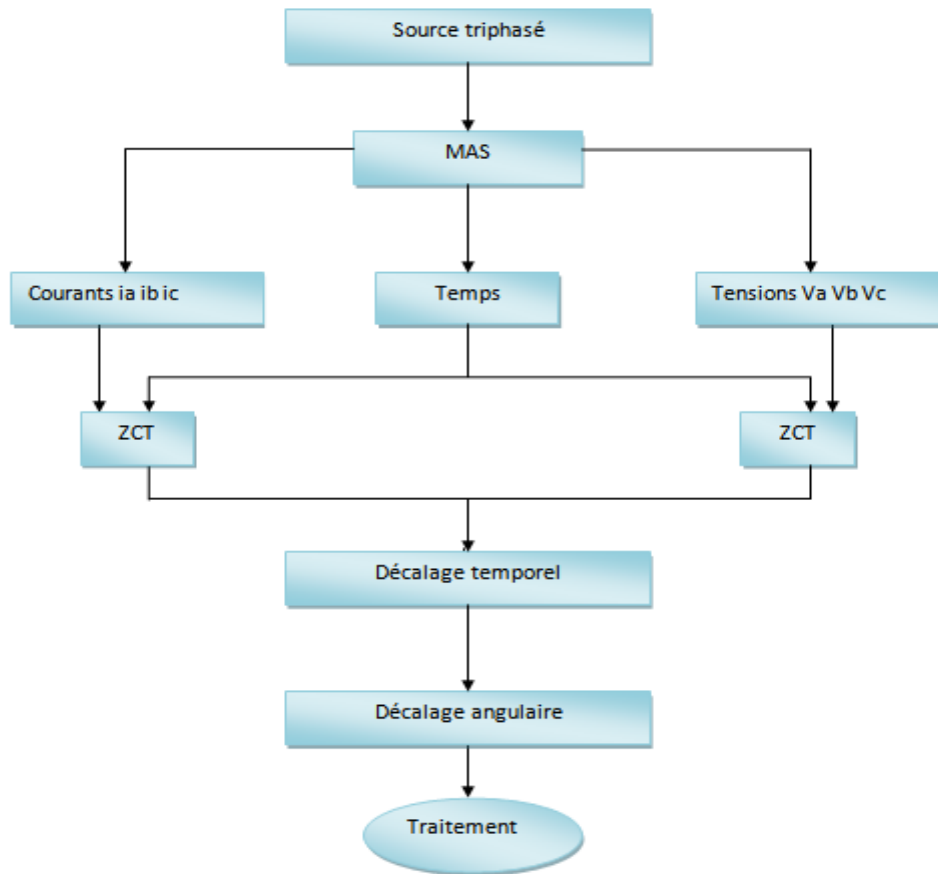 Source triphasé
MAS
Courants ia ib ic
Temps
Tensions Va Vb Vc
ZCT
ZCT
Décalage temporel
Décalage angulaire
Traitement